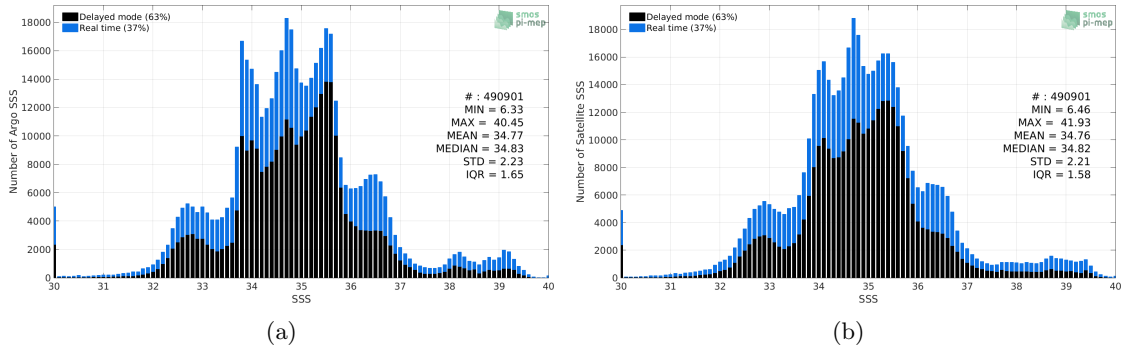 Delayed mode (63%)
Real time (37%)
smos
pi-mep
18000
16000
14000
12000
10000
8000
6000
4000
2000
0
Number of Argo SSS
# : 490901
MIN = 6.33
MAX = 40.45
MEAN = 34.77
MEDIAN = 34.83
STD = 2.23
IQR = 1.65
30 31 32 33 34 35 36 37 38 39 40
SSS
(a)
Delayed mode (63%)
Real time (37%)
smos
pi-mep
18000
16000
14000
12000
10000
8000
6000
4000
2000
0
Number of Satellite SSS
# : 490901
MIN = 6.46
MAX = 41.93
MEAN = 34.76
MEDIAN = 34.82
STD = 2.21
IQR = 1.58
30 31 32 33 34 35 36 37 38 39 40
SSS
(b)